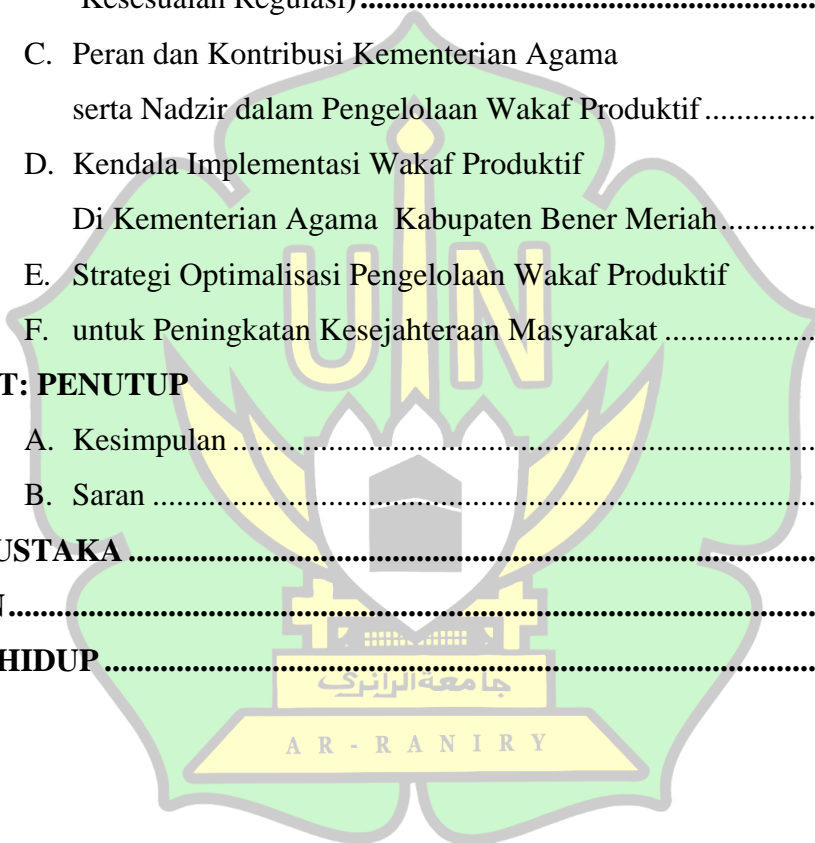 Kesesuaian Regulasi)....................................................
C. Peran dan Kontribusi Kementerian Agama
serta Nadzir dalam Pengelolaan Wakaf Produktif..............
D. Kendala Implementasi Wakaf Produktif
Di Kementerian Agama Kabupaten Bener Meriah............
E. Strategi Optimalisasi Pengelolaan Wakaf Produktif
F. untuk Peningkatan Kesejahteraan Masyarakat ...................
T: PENUTUP
A. Kesimpulan ..........................................................................
B. Saran ....................................................................................
USTAKA .......................................................................................
N.......................................................................................................
HIDUP ..........................................................................................
UIN
جامعةالرانري
AR-RANIRY